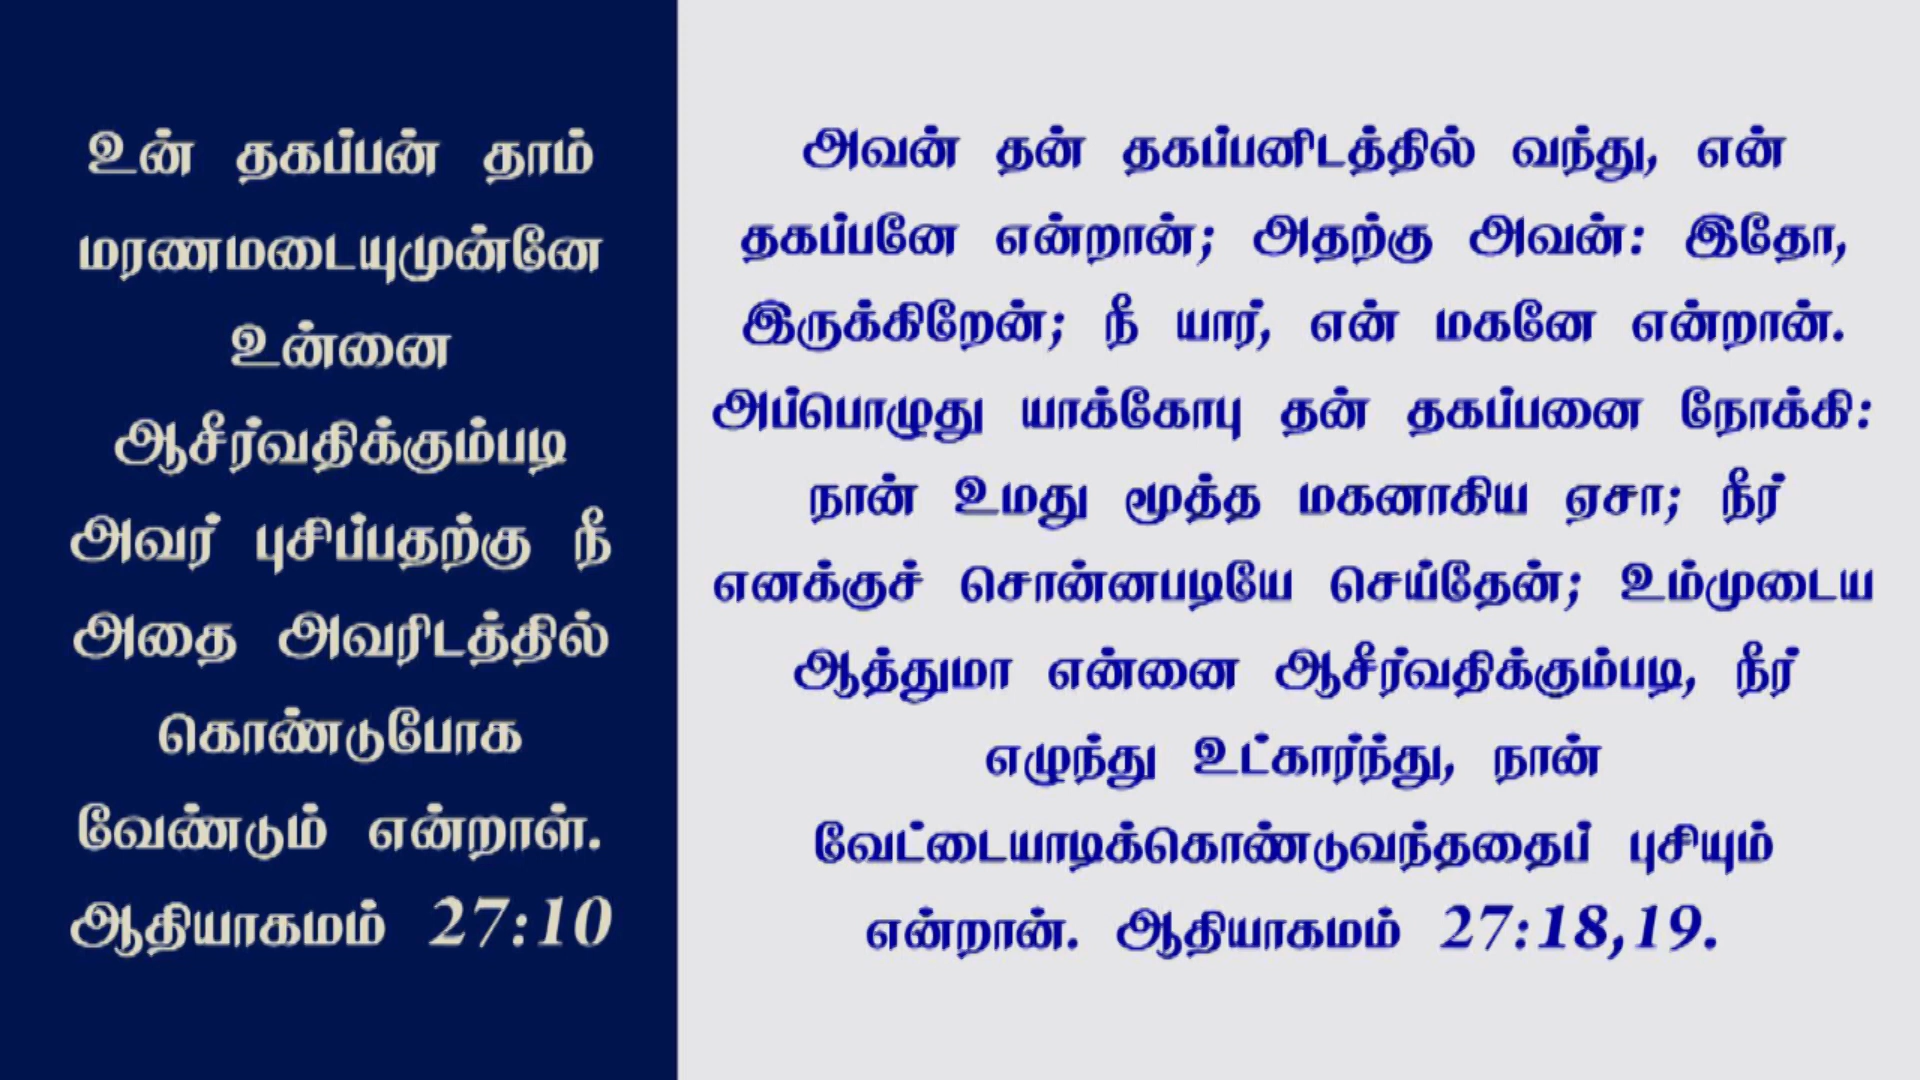 உன் தகப்பன் தாம்
மரணமடையுமுன்னே
உன்னை
ஆசீர்வதிக்கும்படி
அவர் புசிப்பதற்கு நீ
அதை அவரிடத்தில்
கொண்டுபோக
வேண்டும் என்றாள்.
ஆதியாகமம் 27:10
அவன் தன் தகப்பனிடத்தில் வந்து, என்
தகப்பனே என்றான்; அதற்கு அவன்: இதோ,
இருக்கிறேன்; நீ யார், என் மகனே என்றான்.
அப்பொழுது யாக்கோபு தன் தகப்பனை நோக்கி:
நான் உமது மூத்த மகனாகிய ஏசா; நீர்
எனக்குச் சொன்னபடியே செய்தேன்; உம்முடைய
ஆத்துமா என்னை ஆசீர்வதிக்கும்படி, நீர்
எழுந்து உட்கார்ந்து, நான்
வேட்டையாடிக்கொண்டுவந்ததைப் புசியும்
என்றான். ஆதியாகமம் 27:18,19.